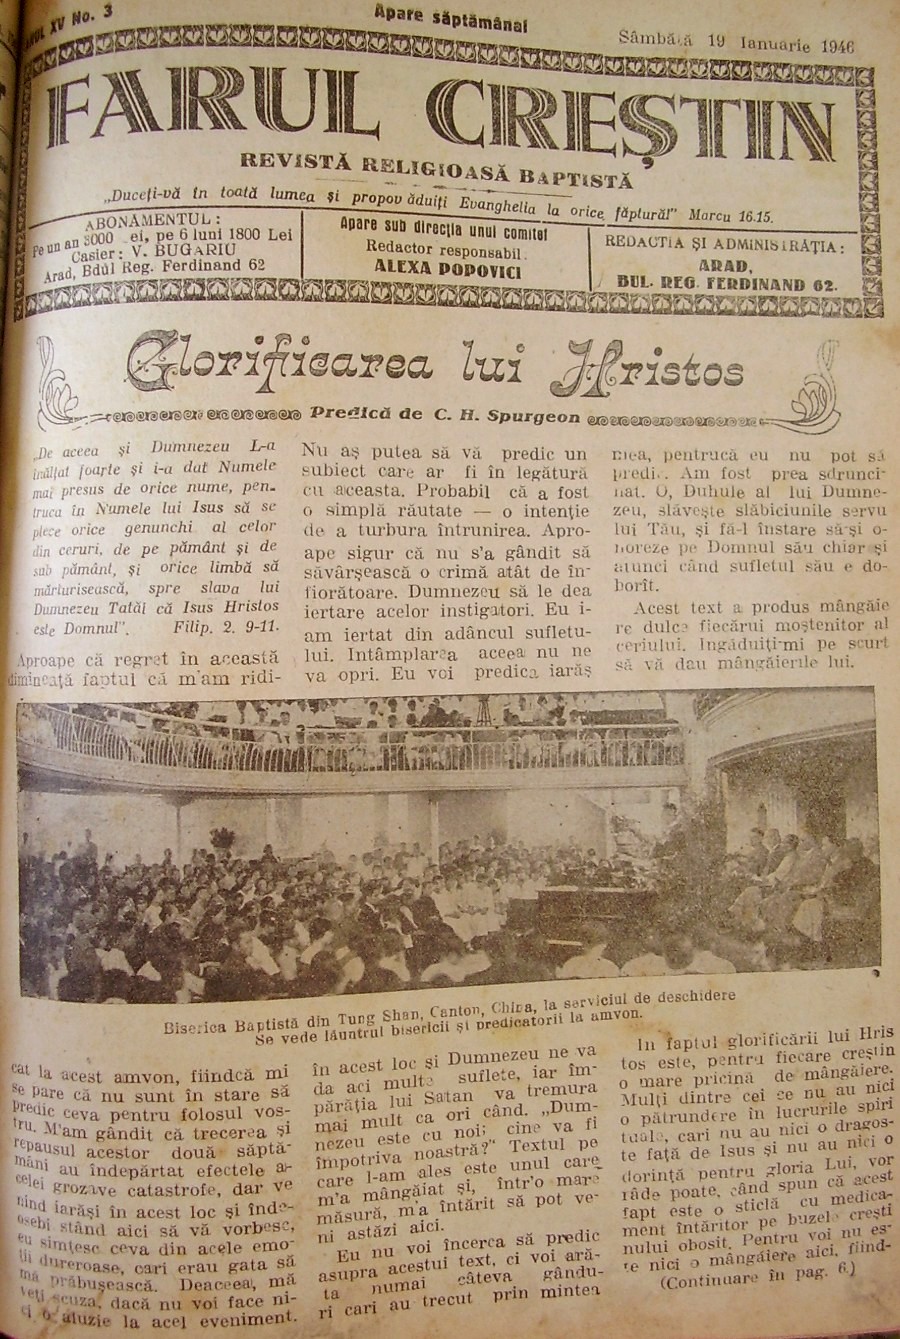 ANUL XV No. 3
Apare săptămânal
Sâmbătă 19 Ianuarie 1946
FARUL CREȘTIN
REVISTĂ RELIGIOASĂ BAPTISTĂ
„Duceți-vă în toată lumea și propovăduiți Evanghelia la orice făptură!” Marcu 16.15.
ABONAMENTUL:
Pe un an 3000 lei, pe 6 luni 1800 Lei
Casier: V. BUGARIU
Arad, Bdul Reg. Ferdinand 62
Apare sub direcția unui comitet
Redactor responsabil
ALEXA POPOVICI
REDACTIA ȘI ADMINISTRAȚIA:
ARAD,
BUL. REG. FERDINAND 62.
Glorificarea lui Hristos
Predică de C. H. Spurgeon
„De aceea și Dumnezeu L-a
înălțat foarte și i-a dat Numele
mai presus de orice nume, pen-
truca în Numele lui Isus să se
plece orice genunchi al celor
din ceruri, de pe pământ și de
sub pământ, și orice limbă să
mărturisească, spre slava lui
Dumnezeu Tatăl că Isus Hristos
este Domnul”. Filip. 2. 9-11.
Aproape că regret în această
dimineață faptul că m'am ridi-
Nu aș putea să vă predic un
subiect care ar fi în legătură
cu aceasta. Probabil că a fost
o simplă răutate — o intenție
de a turbura întrunirea. Apro-
ape sigur că nu s'a gândit să
săvârșească o crimă atât de în-
fiorătoare. Dumnezeu să le dea
iertare acelor instigatori. Eu i-
am iertat din adâncul sufletu-
lui. Intâmplarea aceea nu ne
va opri. Eu voi predica iarăș
mea, pentrucă eu nu pot să
predic. Am fost prea sdrunci-
nat. O, Duhule al lui Dumne-
zeu, slăvește slăbiciunile servu
lui Tău, și fă-l în stare să-și o-
noreze pe Domnul său chiar și
atunci când sufletul său e do-
borît.
Acest text a produs mângâie
re dulce fiecărui moștenitor al
ceriului. Ingăduiți-mi pe scurt
să vă dau mângâierile lui.
Biserica Baptistă din Tung Shan, Canton, China, la serviciul de deschidere
Se vede lăuntrul bisericii și predicatorii la amvon.
cat la acest amvon, fiindcă mi
se pare că nu sunt în stare să
predic ceva pentru folosul vos-
tru. M'am gândit că trecerea și
repausul acestor două săptă-
mâni au îndepărtat efectele a-
celei grozave catastrofe, dar ve
nind iarăși în acest loc și înde-
osebi stând aici să vă vorbesc,
eu simțesc ceva din acele emo-
ții dureroase, cari erau gata să
mă prăbușească. Deaceea, mă
veți scuza, dacă nu voi face ni-
ci o aluzie la acel eveniment.
în acest loc și Dumnezeu ne va
da aci multe suflete, iar îm-
părăția lui Satan va tremura
mai mult ca ori când. „Dum-
nezeu este cu noi; cine va fi
împotriva noastră?” Textul pe
care l-am ales este unul care
m'a mângăiat și, într'o mare
măsură, m'a întărit să pot ve-
ni astăzi aici.
Eu nu voi încerca să predic
asupra acestui text, ci voi ară-
ta numai câteva gându-
ri cari au trecut prin mintea
In faptul glorificării lui Hris
tos este, pentru fiecare creștin
o mare pricină de mângâiere.
Mulți dintre cei ce nu au nici
o pătrundere în lucrurile spiri
tuale, cari nu au nici o dragos-
te față de Isus și nu au nici o
dorință pentru gloria Lui, vor
râde poate, când spun că acest
fapt este o sticlă cu medica-
ment întăritor pe buzele crești
nului obosit. Pentru voi nu es-
te nici o mângâiere aici, fiind-
(Continuare în pag. 6.)